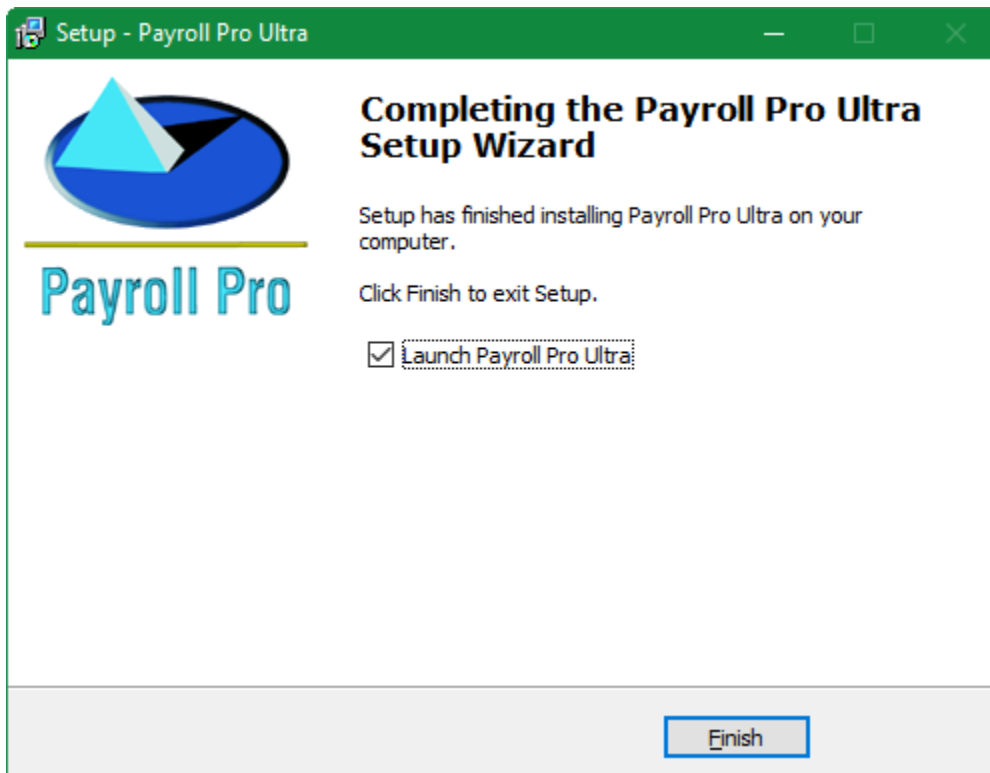 Setup - Payroll Pro Ultra
Completing the Payroll Pro Ultra
Setup Wizard
Setup has finished installing Payroll Pro Ultra on your
computer.
Click Finish to exit Setup.
Launch Payroll Pro Ultra
Payroll Pro
Finish